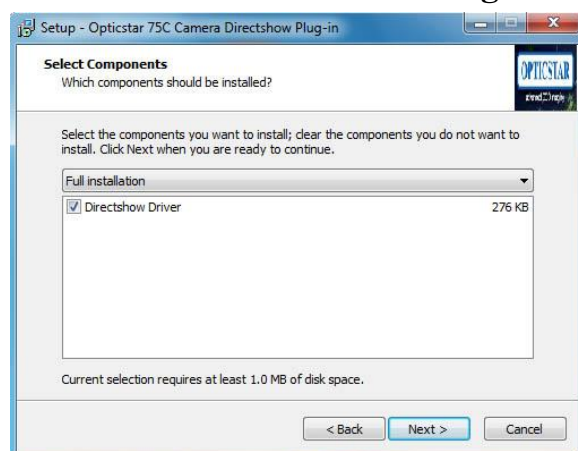 Setup - Opticstar 75C Camera Directshow Plug-in
Select Components
Which components should be installed?
OPTICSTAR
Select the components you want to install; clear the components you do not want to
install. Click Next when you are ready to continue.
Full installation
Directshow Driver 276 KB
Current selection requires at least 1.0 MB of disk space.
< Back Next > Cancel